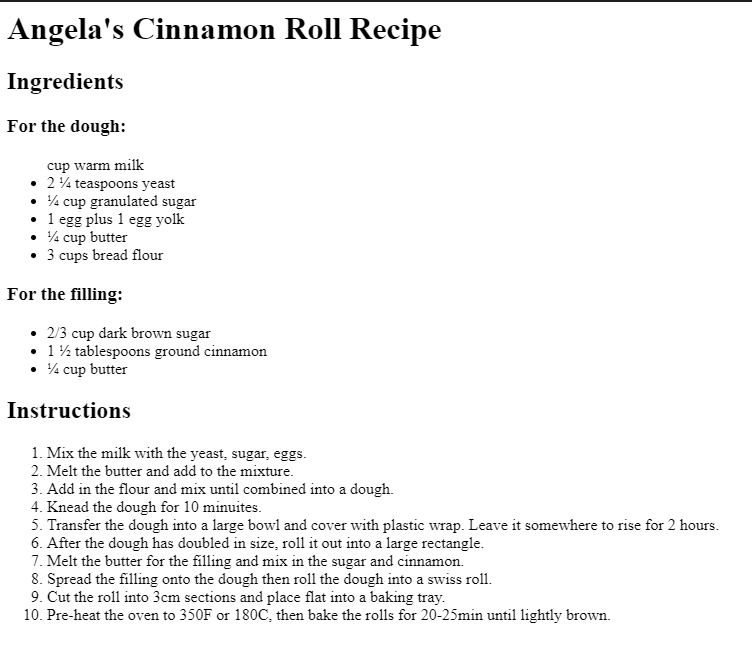 Angela's Cinnamon Roll Recipe
Ingredients
For the dough:
cup warm milk
• 2 ¼ teaspoons yeast
• ¼ cup granulated sugar
• 1 egg plus 1 egg yolk
• ¼ cup butter
• 3 cups bread flour
For the filling:
• 2/3 cup dark brown sugar
• 1 ½ tablespoons ground cinnamon
• ¼ cup butter
Instructions
1. Mix the milk with the yeast, sugar, eggs.
2. Melt the butter and add to the mixture.
3. Add in the flour and mix until combined into a dough.
4. Knead the dough for 10 minuites.
5. Transfer the dough into a large bowl and cover with plastic wrap. Leave it somewhere to rise for 2 hours.
6. After the dough has doubled in size, roll it out into a large rectangle.
7. Melt the butter for the filling and mix in the sugar and cinnamon.
8. Spread the filling onto the dough then roll the dough into a swiss roll.
9. Cut the roll into 3cm sections and place flat into a baking tray.
10. Pre-heat the oven to 350F or 180C, then bake the rolls for 20-25min until lightly brown.